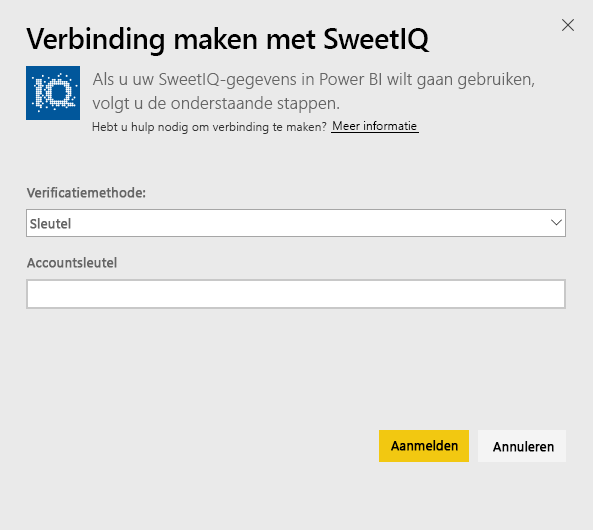 Verbinding maken met SweetIQ
IQ
Als u uw SweetIQ-gegevens in Power BI wilt gaan gebruiken,
volgt u de onderstaande stappen.
Hebt u hulp nodig om verbinding te maken? Meer informatie
Verificatiemethode:
Sleutel
Accountsleutel
Aanmelden Annuleren